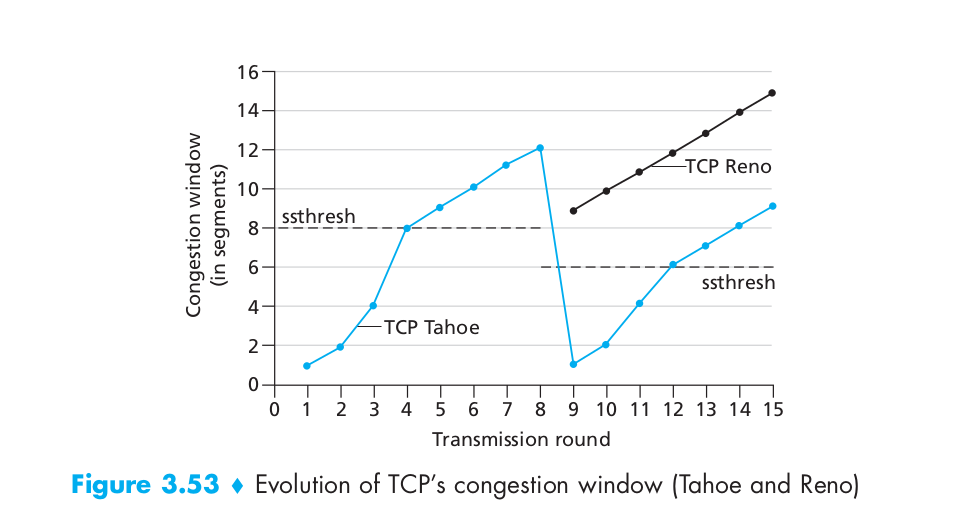 16
14
12
10
8
6
4
2
0
Congestion window
(in segments)
ssthresh
TCP Tahoe
TCP Reno
ssthresh
0 1 2 3 4 5 6 7 8 9 10 11 12 13 14 15
Transmission round
Figure 3.53 ♦ Evolution of TCP’s congestion window (Tahoe and Reno)